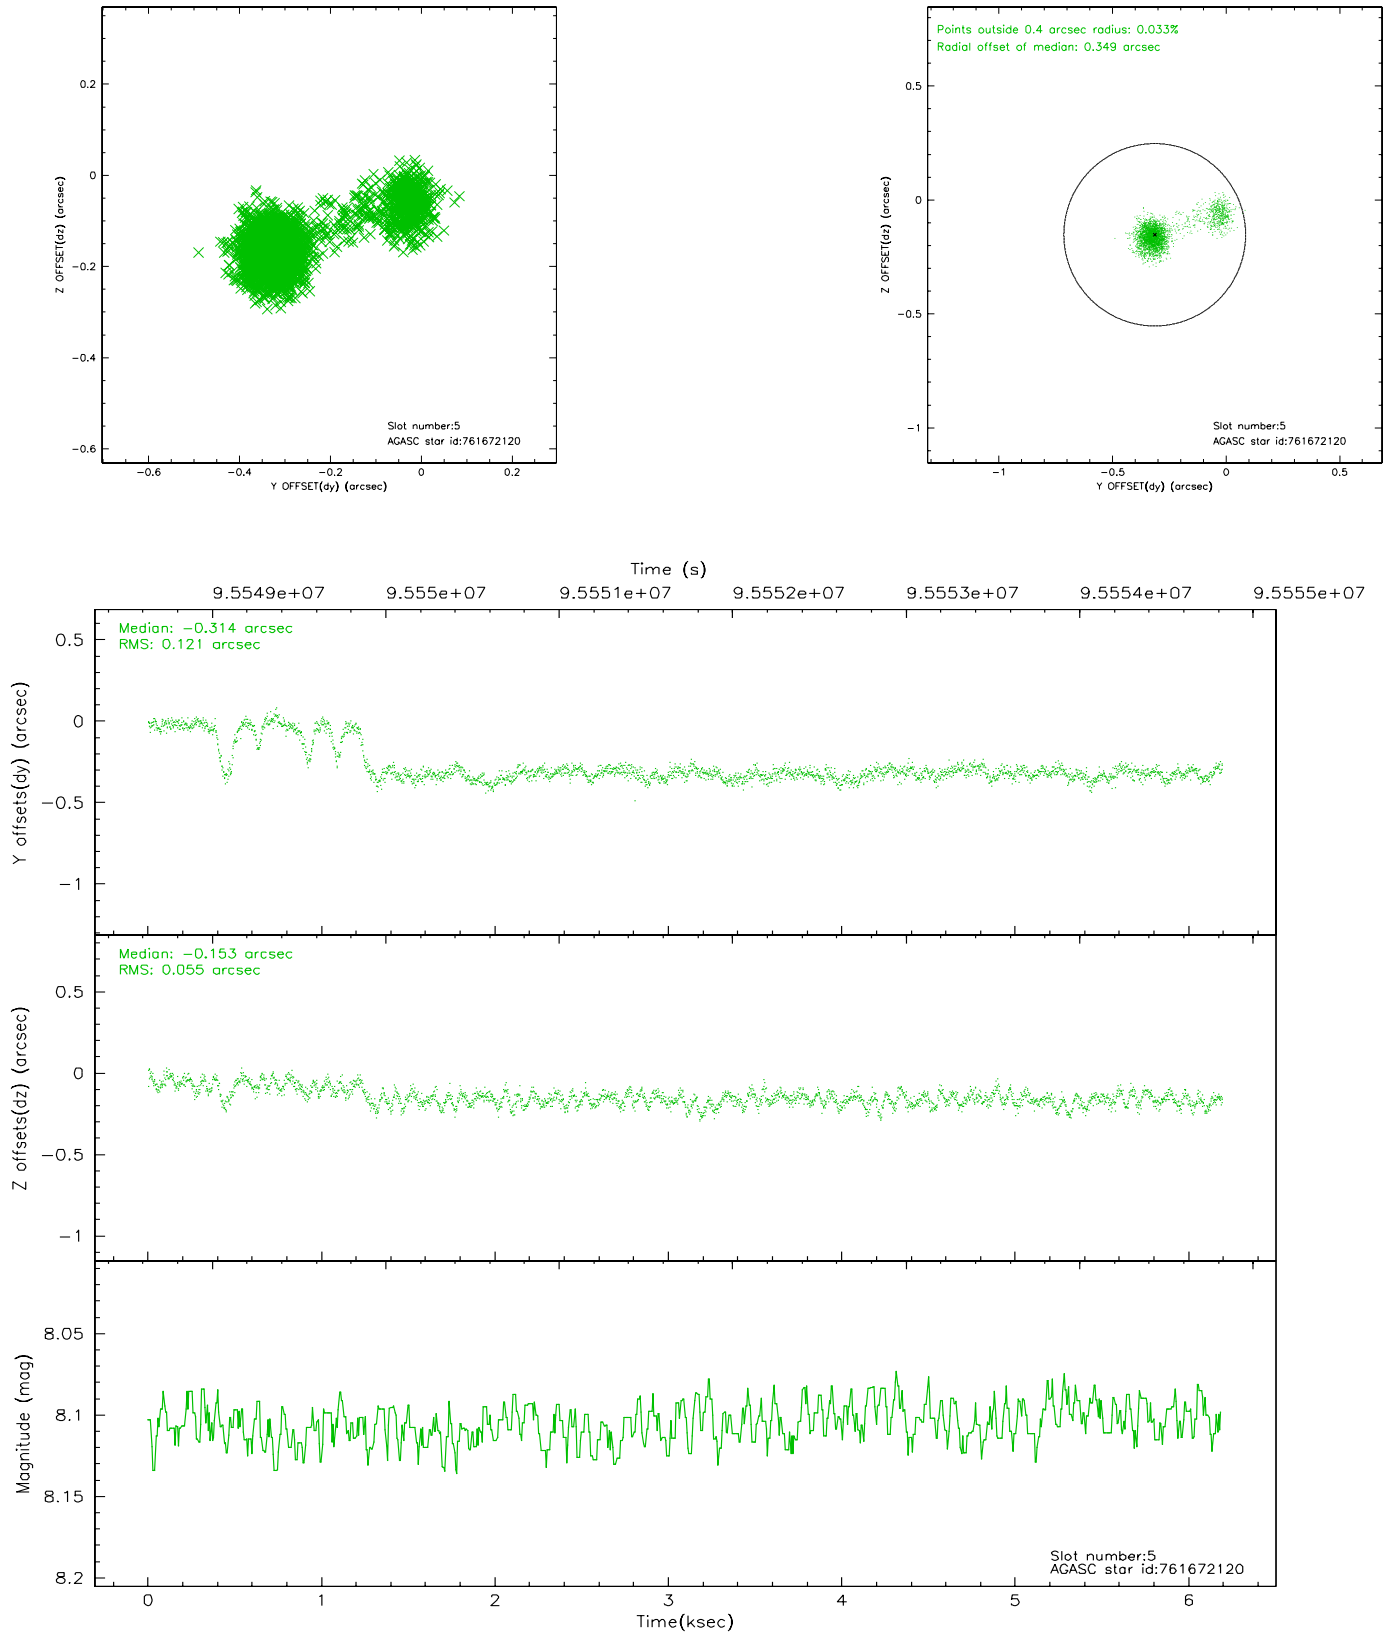 0.2
0
−0.2
−0.4
−0.6
Z OFFSET(dz) (arcsec)
Slot number:5
AGASC star id:761672120
−0.6
−0.4
−0.2
0
0.2
Y OFFSET(dy) (arcsec)
Points outside 0.4 arcsec radius: 0.033%
Radial offset of median: 0.349 arcsec
0.5
0
−0.5
−1
Z OFFSET(dz) (arcsec)
Slot number:5
AGASC star id:761672120
−1
−0.5
0
0.5
Y OFFSET(dy) (arcsec)
Time (s)
9.5549e+07
9.555e+07
9.5551e+07
9.5552e+07
9.5553e+07
9.5554e+07
9.5555e+07
Median: −0.314 arcsec
RMS: 0.121 arcsec
0.5
0
−0.5
−1
Y offsets(dy) (arcsec)
Median: −0.153 arcsec
RMS: 0.055 arcsec
0.5
0
−0.5
−1
Z offsets(dz) (arcsec)
8.05
8.1
8.15
8.2
Magnitude (mag)
Slot number:5
AGASC star id:761672120
0
1
2
3
4
5
6
Time(ksec)